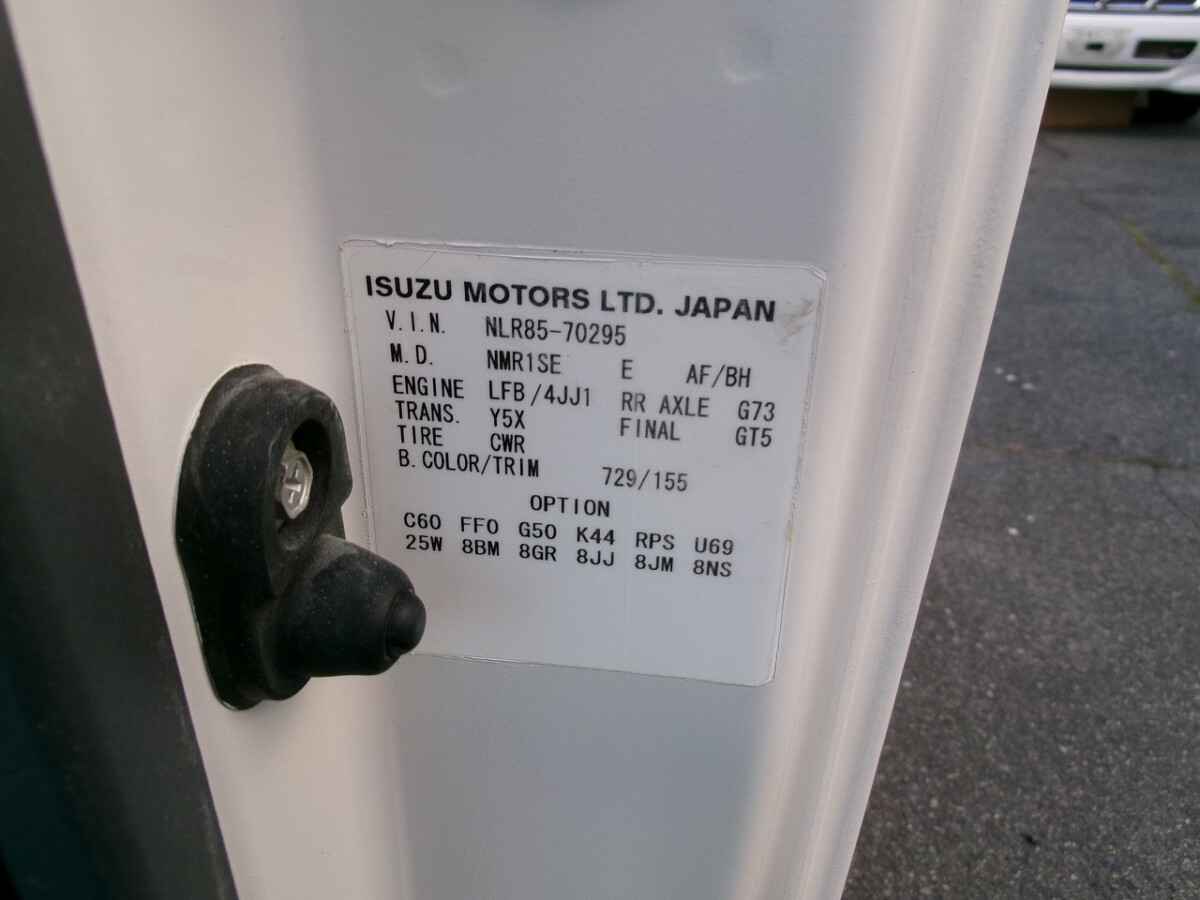 ISUZU MOTORS LTD. JAPAN
V.I.N. NLR85-70295
M.D. NMR1SE E AF/BH
ENGINE LFB/4JJ1 RR AXLE G73
TRANS. Y5X FINAL GT5
TIRE CWR
B.COLOR/TRIM 729/155
OPTION
C60 FF0 G50 K44 RPS U69
25W 8BM 8GR 8JJ 8JM 8NS